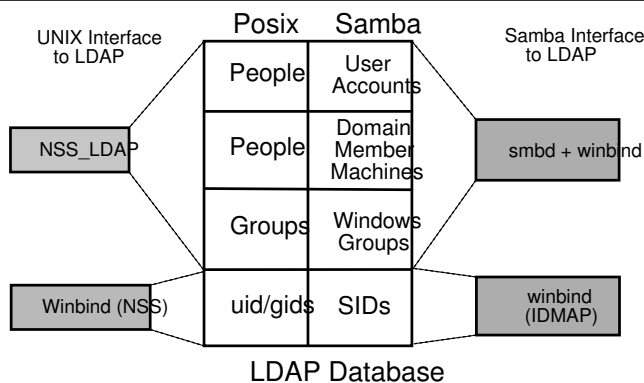 Posix Samba
UNIX Interface
to LDAP
Samba Interface
to LDAP
People
User
Accounts
NSS_LDAP
People
Domain
Member
Machines
smbd + winbind
Groups
Windows
Groups
Winbind (NSS)
uid/gids
SIDs
winbind
(IDMAP)
LDAP Database